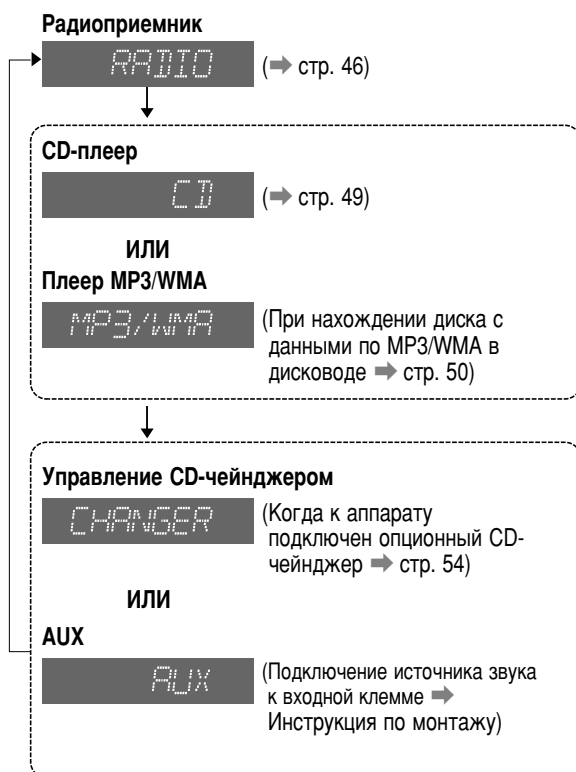 Радиоприемник
RADIO (➡ стр. 46)
CD-плеер
CD (➡ стр. 49)
ИЛИ
Плеер MP3/WMA
MP3/WMA (При нахождении диска с
данными по MP3/WMA в
дисководе ➡ стр. 50)
Управление CD-чейнджером
CHANGER (Когда к аппарату
подключен опционный CD-
чейнджер ➡ стр. 54)
ИЛИ
AUX
AUX (Подключение источника звука
к входной клемме ➡
Инструкция по монтажу)